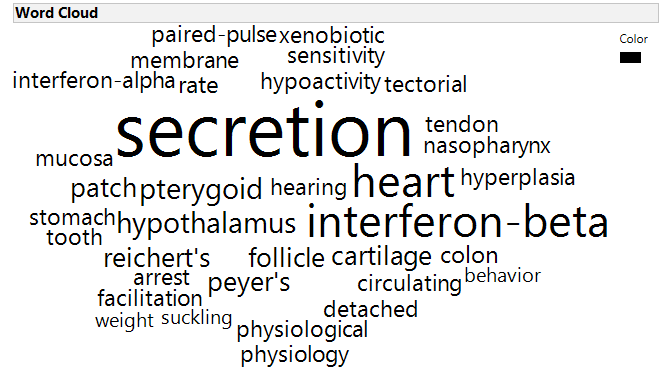 Word Cloud
Color
paired-pulse xenobiotic
membrane sensitivity
interferon-alpha rate hypoactivity tectorial
secretion tendon
nasopharynx
mucosa
patch pterygoid hearing heart hyperplasia
stomach hypothalamus interferon-beta
tooth
reichert's follicle cartilage colon
arrest peyer's circulating behavior
facilitation detached
weight suckling physiological
physiology